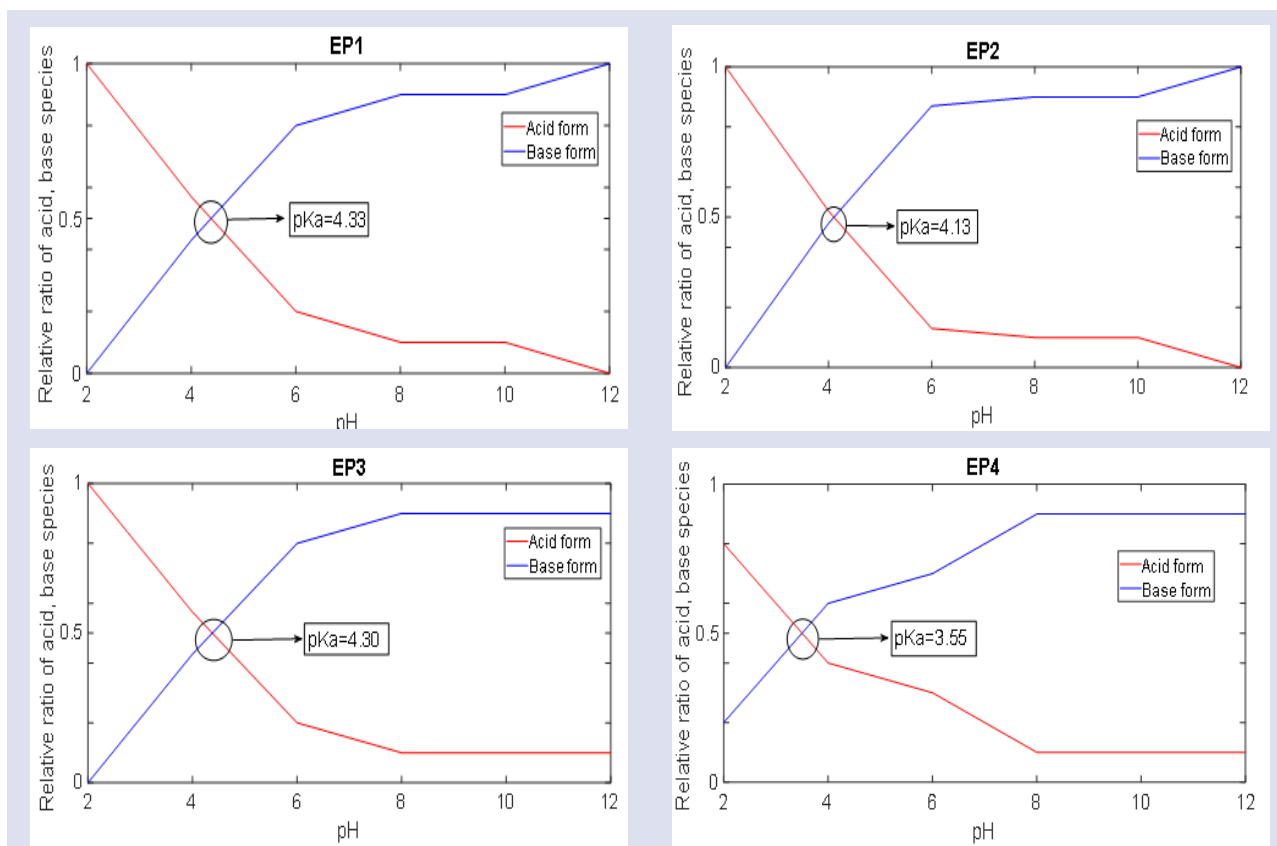 EP1
Relative ratio of acid, base species
1
0.5
0
2 4 6 8 10 12
pH
Acid form
Base form
pKa=4.33
EP2
Relative ratio of acid, base species
1
0.5
0
2 4 6 8 10 12
pH
Acid form
Base form
pKa=4.13
EP3
Relative ratio of acid, base species
1
0.5
0
2 4 6 8 10 12
pH
Acid form
Base form
pKa=4.30
EP4
Relative ratio of acid, base species
1
0.5
0
2 4 6 8 10 12
pH
Acid form
Base form
pKa=3.55